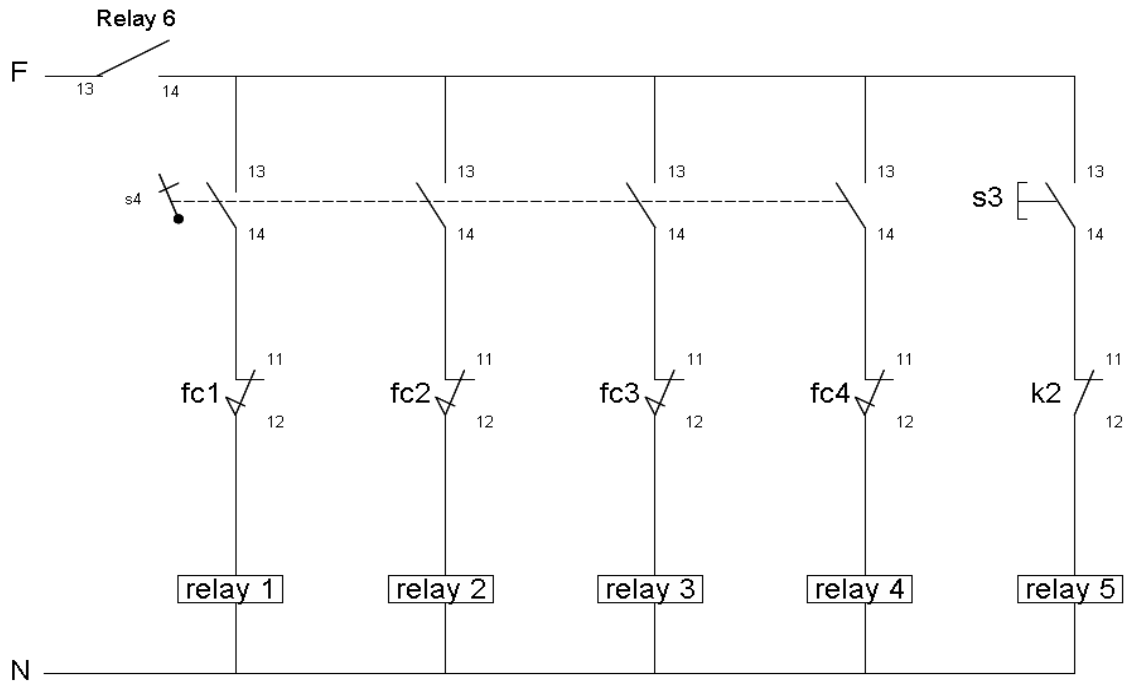 Relay 6
F
13 14
13 13 13 13 13
s4 s3
14 14 14 14 14
11 11 11 11 11
fc1 fc2 fc3 fc4 k2
12 12 12 12 12
relay 1 relay 2 relay 3 relay 4 relay 5
N